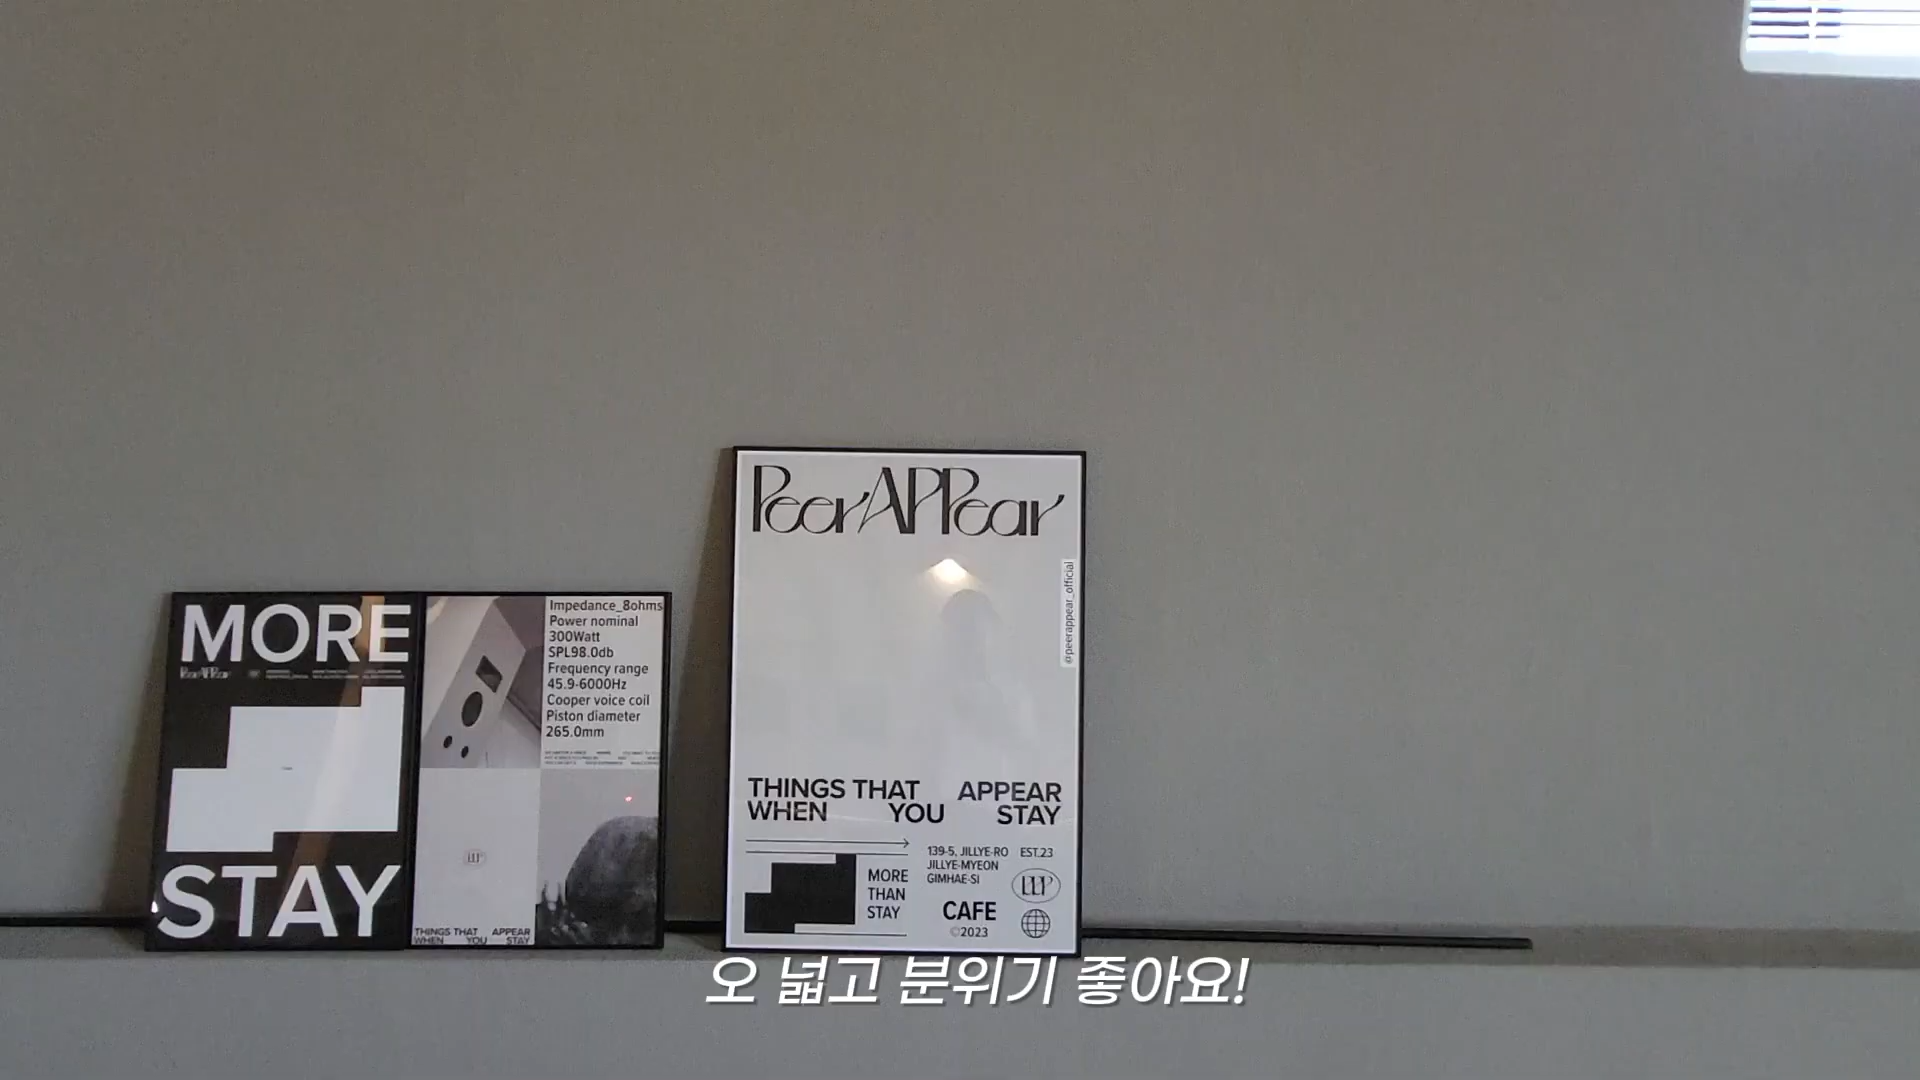 MORE
PeerAPPear
STAY
Impedance_8ohms
Power nominal
300Watt
SPL98.0db
Frequency range
45.9-6000Hz
Cooper voice coil
Piston diameter
265.0mm
THINGS THAT APPEAR
WHEN YOU STAY
PeerAPPear
@peerappear_official
THINGS THAT APPEAR
WHEN YOU STAY
MORE
THAN
STAY
139-5, JILLYE-RO
JILLYE-MYEON
GIMHAE-SI
EST.23
CAFE
©2023
오 넓고 분위기 좋아요!